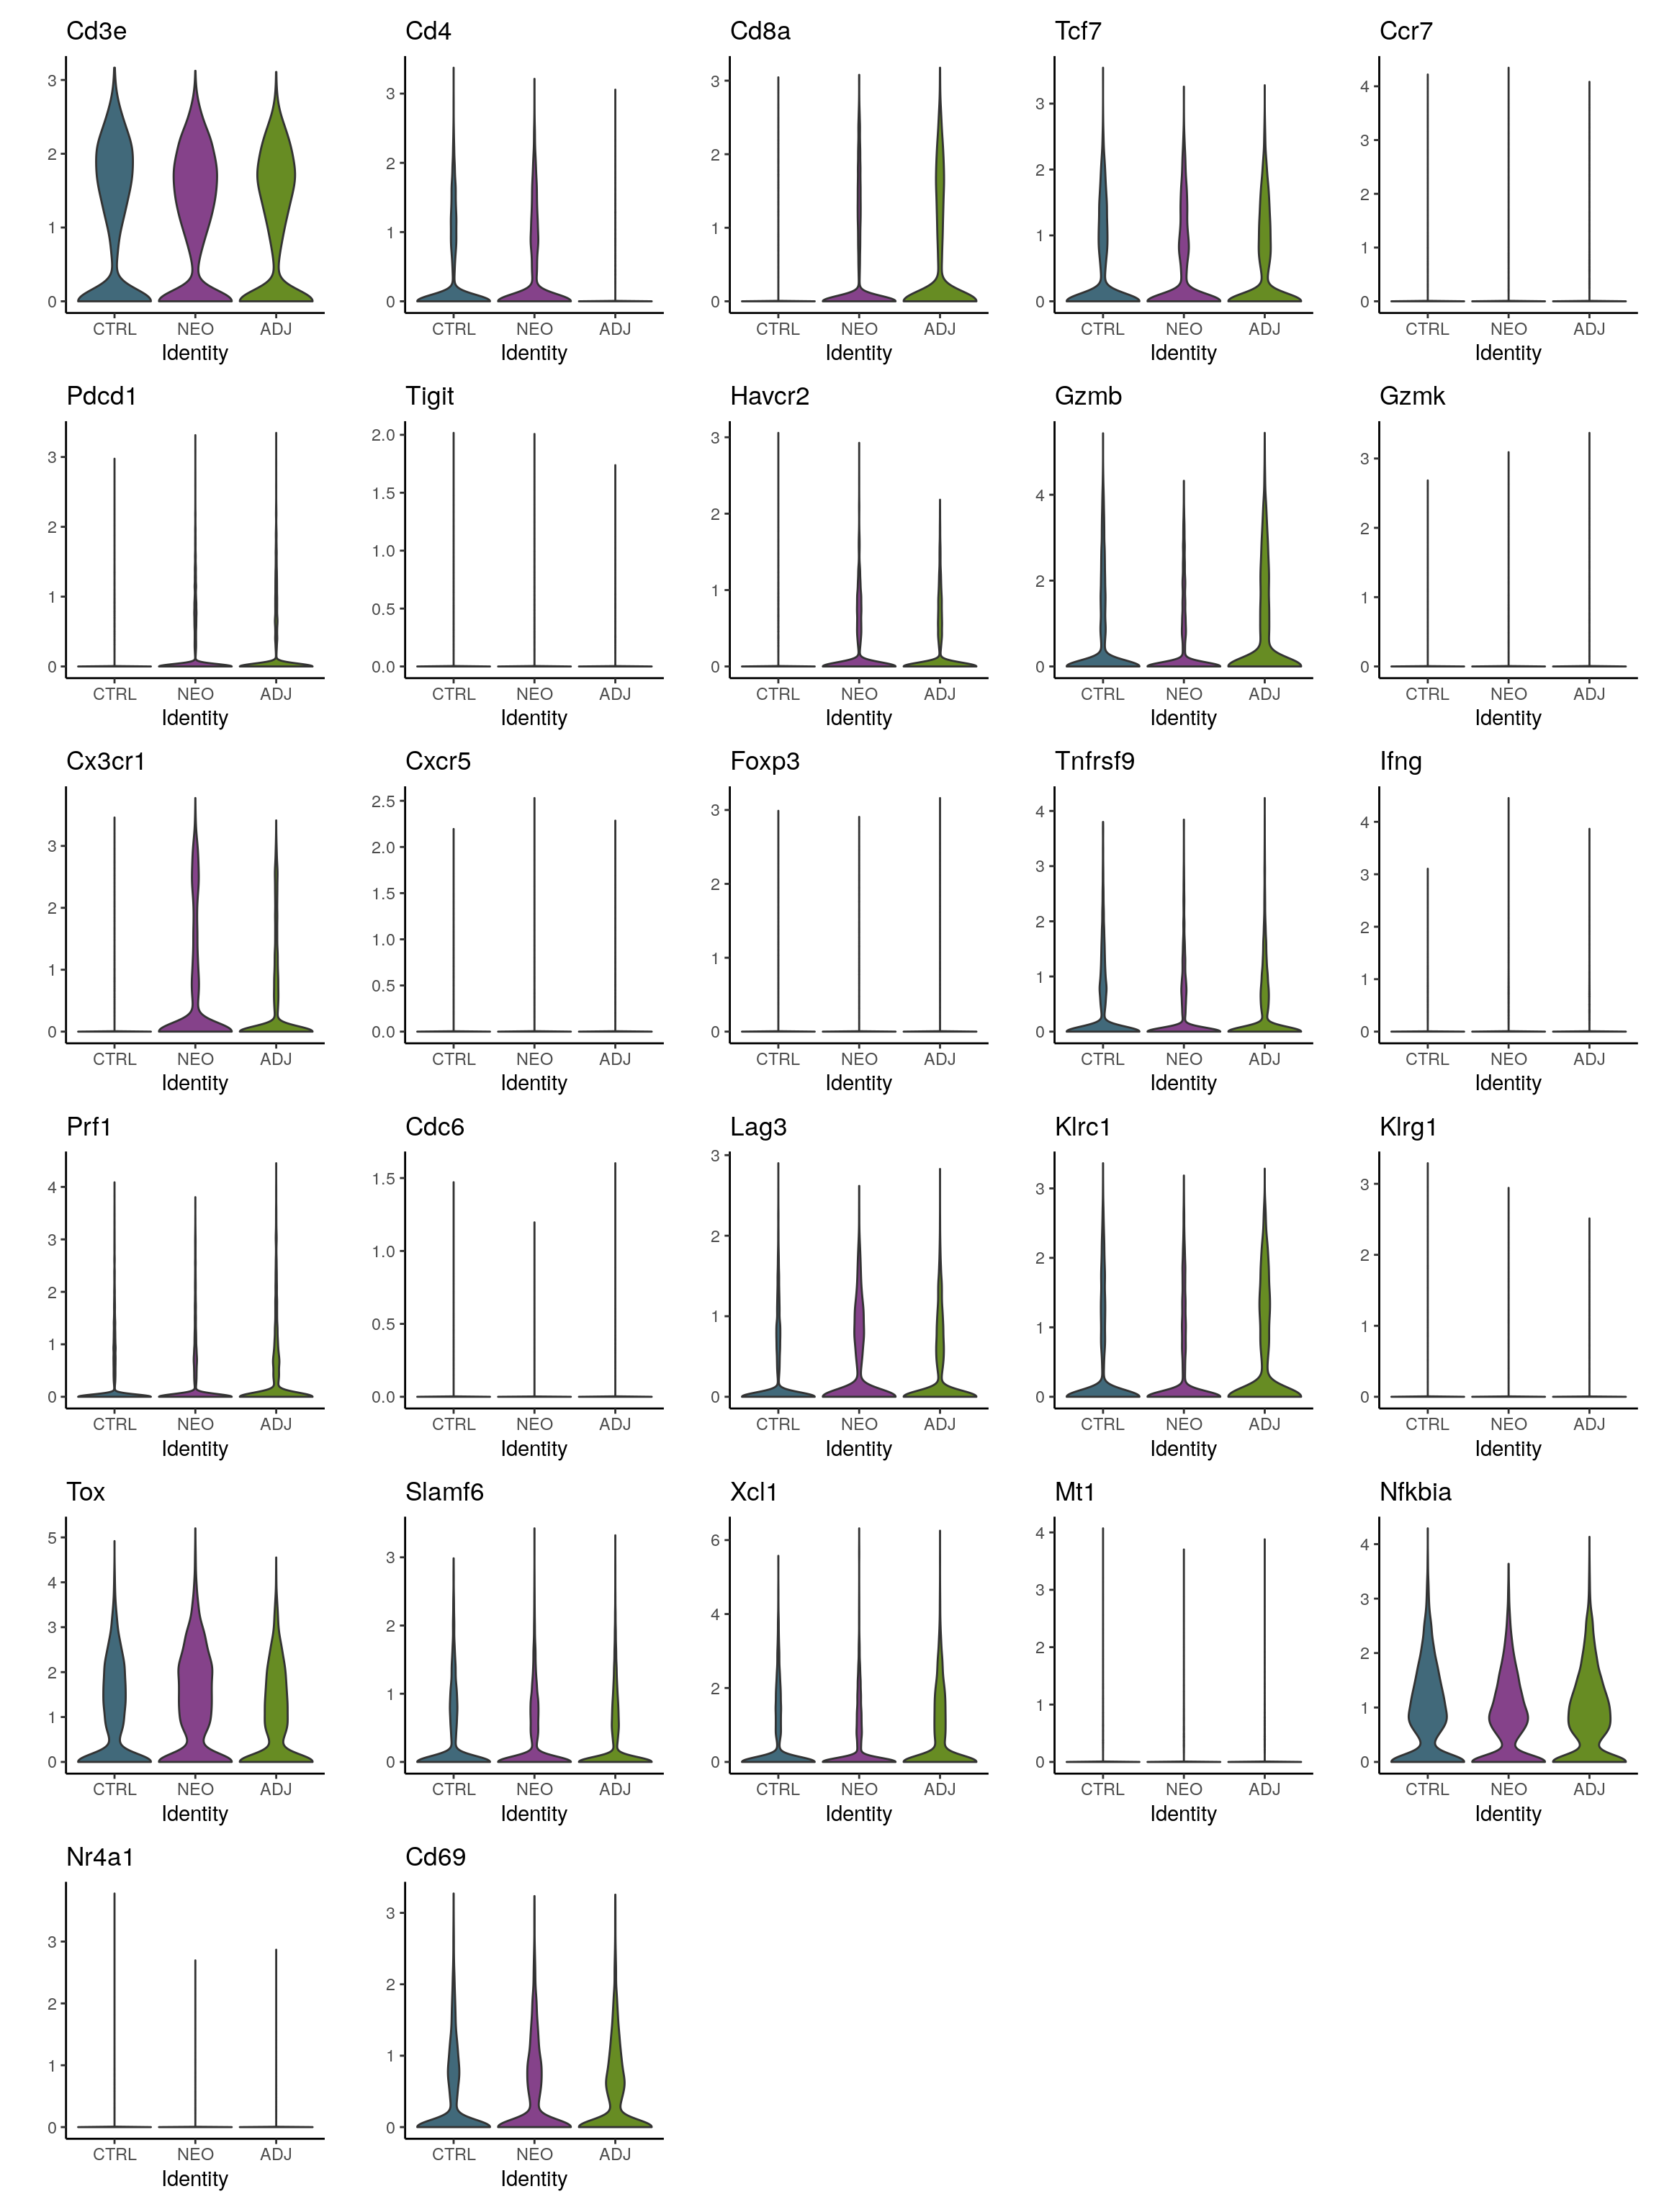 Cd3e Cd4 Cd8a Tcf7 Ccr7
3 3 3 3 4
2 2 2 2 3
1 1 1 1 2
1
0 0 0 0 0
CTRL NEO ADJ CTRL NEO ADJ CTRL NEO ADJ CTRL NEO ADJ CTRL NEO ADJ
Identity Identity Identity Identity Identity
Pdcd1 Tigit Havcr2 Gzmb Gzmk
3 2.0 3 4 3
2 1.5 2 2 2
1 1.0 1 0 1
0 0.5 0 0
0.0
CTRL NEO ADJ CTRL NEO ADJ CTRL NEO ADJ CTRL NEO ADJ CTRL NEO ADJ
Identity Identity Identity Identity Identity
Cx3cr1 Cxcr5 Foxp3 Tnfrsf9 Ifng
3 2.5 3 4 4
2 2.0 2 3 3
1 1.5 1 2 2
0 1.0 0 1 1
0.5 0 0
0.0
CTRL NEO ADJ CTRL NEO ADJ CTRL NEO ADJ CTRL NEO ADJ CTRL NEO ADJ
Identity Identity Identity Identity Identity
Prf1 Cdc6 Lag3 Klrc1 Klrg1
4 1.5 3 3 3
3 1.0 2 2 2
2 0.5 1 1 1
1 0.0 0 0 0
0
CTRL NEO ADJ CTRL NEO ADJ CTRL NEO ADJ CTRL NEO ADJ CTRL NEO ADJ
Identity Identity Identity Identity Identity
Tox Slamf6 Xcl1 Mt1 Nfkbia
5 3 6 4 4
4 2 4 3 3
3 1 2 2 2
2 0 0 1 1
1 0 0
0
CTRL NEO ADJ CTRL NEO ADJ CTRL NEO ADJ CTRL NEO ADJ CTRL NEO ADJ
Identity Identity Identity Identity Identity
Nr4a1 Cd69
3 3
2 2
1 1
0 0
CTRL NEO ADJ CTRL NEO ADJ
Identity Identity